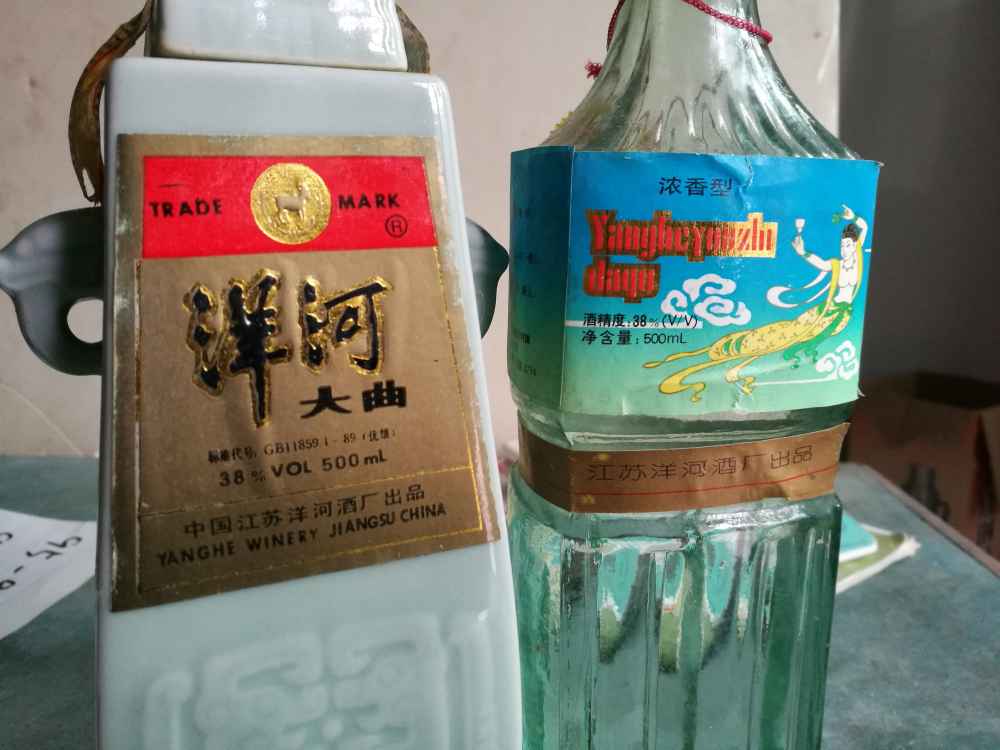 TRADE MARK
®
洋河
大曲
标准代号: GB11859.1-89(优级)
38% VOL 500mL
中国江苏洋河酒厂出品
YANGHE WINERY JIANGSU CHINA
浓香型
Yangheyouzhi
daqu
酒精度:38%(V/V)
净含量:500mL
江苏洋河酒厂出品